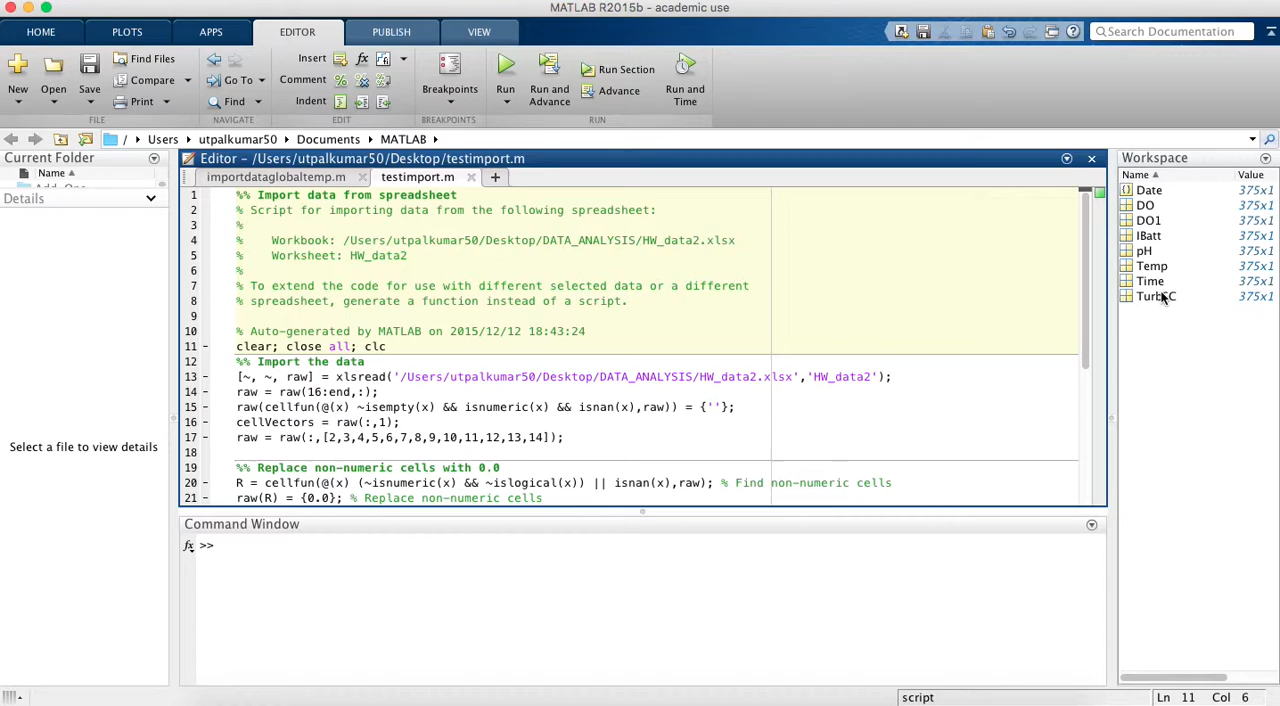 MATLAB R2015b - academic use
HOME PLOTS APPS EDITOR PUBLISH VIEW Search Documentation
New Open Save Find Files Compare Print
FILE
Go To Find
NAVIGATE
Insert fx
Comment %
Indent
EDIT
Breakpoints
BREAKPOINTS
Run Run and Advance Run Section Advance Run and Time
RUN
/ Users utpalkumar50 Documents MATLAB
Current Folder
Name
Details
Select a file to view details
Editor - /Users/utpalkumar50/Desktop/testimport.m
importdataglobaltemp.m testimport.m +
1 %% Import data from spreadsheet
2 % Script for importing data from the following spreadsheet:
3 %
4 %    Workbook: /Users/utpalkumar50/Desktop/DATA_ANALYSIS/HW_data2.xlsx
5 %    Worksheet: HW_data2
6 %
7 % To extend the code for use with different selected data or a different
8 % spreadsheet, generate a function instead of a script.
9
10 % Auto-generated by MATLAB on 2015/12/12 18:43:24
11 - clear; close all; clc
12 %% Import the data
13 - [~, ~, raw] = xlsread('/Users/utpalkumar50/Desktop/DATA_ANALYSIS/HW_data2.xlsx','HW_data2');
14 - raw = raw(16:end,:);
15 - raw(cellfun(@(x) ~isempty(x) && isnumeric(x) && isnan(x),raw)) = {''};
16 - cellVectors = raw(:,1);
17 - raw = raw(:,[2,3,4,5,6,7,8,9,10,11,12,13,14]);
18
19 %% Replace non-numeric cells with 0.0
20 - R = cellfun(@(x) (~isnumeric(x) && ~islogical(x)) || isnan(x),raw); % Find non-numeric cells
21 - raw(R) = {0.0}; % Replace non-numeric cells
Command Window
fx >>
Workspace
Name Value
Date 375x1
DO 375x1
DO1 375x1
IBatt 375x1
pH 375x1
Temp 375x1
Time 375x1
375x1
script Ln 11 Col 6